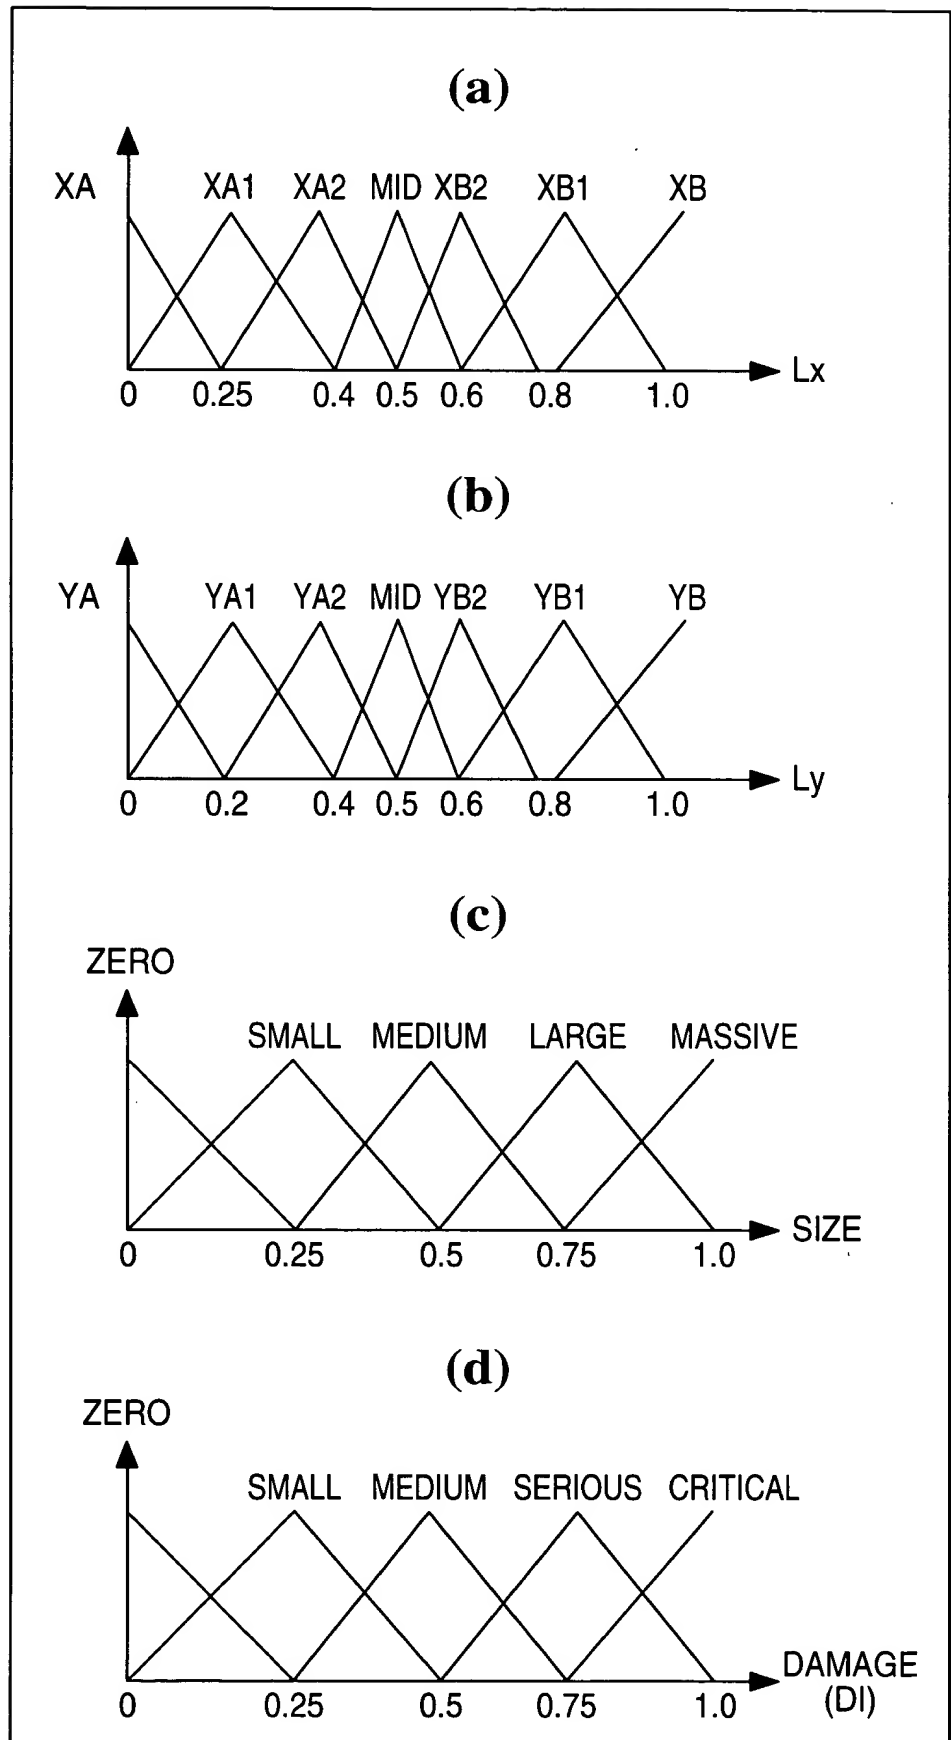 (a)
XA XA1 XA2 MID XB2 XB1 XB
Lx
0 0.25 0.4 0.5 0.6 0.8 1.0
(b)
YA YA1 YA2 MID YB2 YB1 YB
Ly
0 0.2 0.4 0.5 0.6 0.8 1.0
(c)
ZERO
SMALL MEDIUM LARGE MASSIVE
SIZE
0 0.25 0.5 0.75 1.0
(d)
ZERO
SMALL MEDIUM SERIOUS CRITICAL
DAMAGE
(DI)
0 0.25 0.5 0.75 1.0